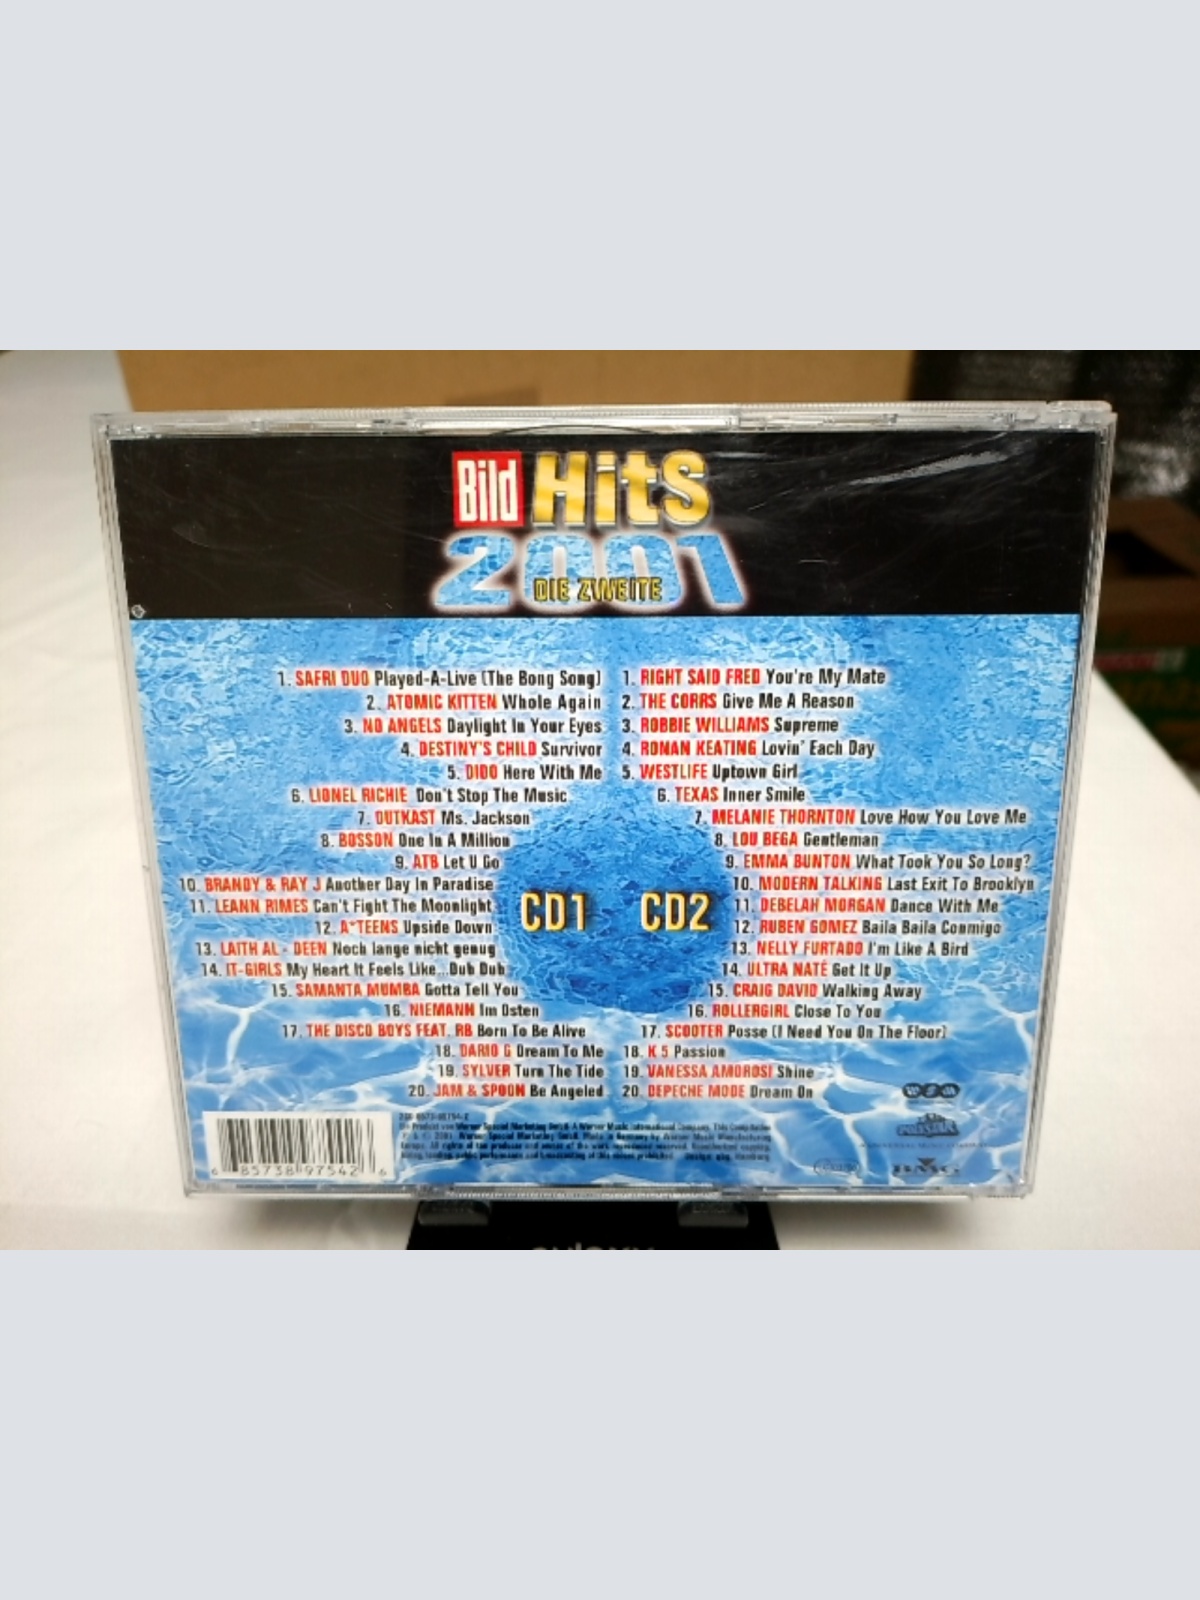 Bild Hits
2001
DIE ZWEITE
1. SAFRI DUO Played-A-Live (The Bong Song)
2. ATOMIC KITTEN Whole Again
3. NO ANGELS Daylight In Your Eyes
4. DESTINY'S CHILD Survivor
5. DIDO Here With Me
6. LIONEL RICHIE Don't Stop The Music
7. OUTKAST Ms. Jackson
8. BOSSON One In A Million
9. ATB Let U Go
10. BRANDY & RAY J Another Day In Paradise
11. LEANN RIMES Can't Fight The Moonlight
12. A*TEENS Upside Down
13. LAITH AL - DEEN Noch lange nicht genug
14. IT-GIRLS My Heart It Feels Like...Dub Dub
15. SAMANTA MUMBA Gotta Tell You
16. NIEMANN Im Osten
17. THE DISCO BOYS FEAT. RB Born To Be Alive
18. DARIO G Dream To Me
19. SYLVER Turn The Tide
20. JAM & SPOON Be Angeled
CD1
CD2
1. RIGHT SAID FRED You're My Mate
2. THE CORRS Give Me A Reason
3. ROBBIE WILLIAMS Supreme
4. RONAN KEATING Lovin' Each Day
5. WESTLIFE Uptown Girl
6. TEXAS Inner Smile
7. MELANIE THORNTON Love How You Love Me
8. LOU BEGA Gentleman
9. EMMA BUNTON What Took You So Long?
10. MODERN TALKING Last Exit To Brooklyn
11. DEBELAH MORGAN Dance With Me
12. RUBEN GOMEZ Baila Baila Conmigo
13. NELLY FURTADO I'm Like A Bird
14. ULTRA NATÉ Get It Up
15. CRAIG DAVID Walking Away
16. ROLLERGIRL Close To You
17. SCOOTER Posse (I Need You On The Floor)
18. K 5 Passion
19. VANESSA AMOROSI Shine
20. DEPECHE MODE Dream On
6 85738 97542 6
BMG